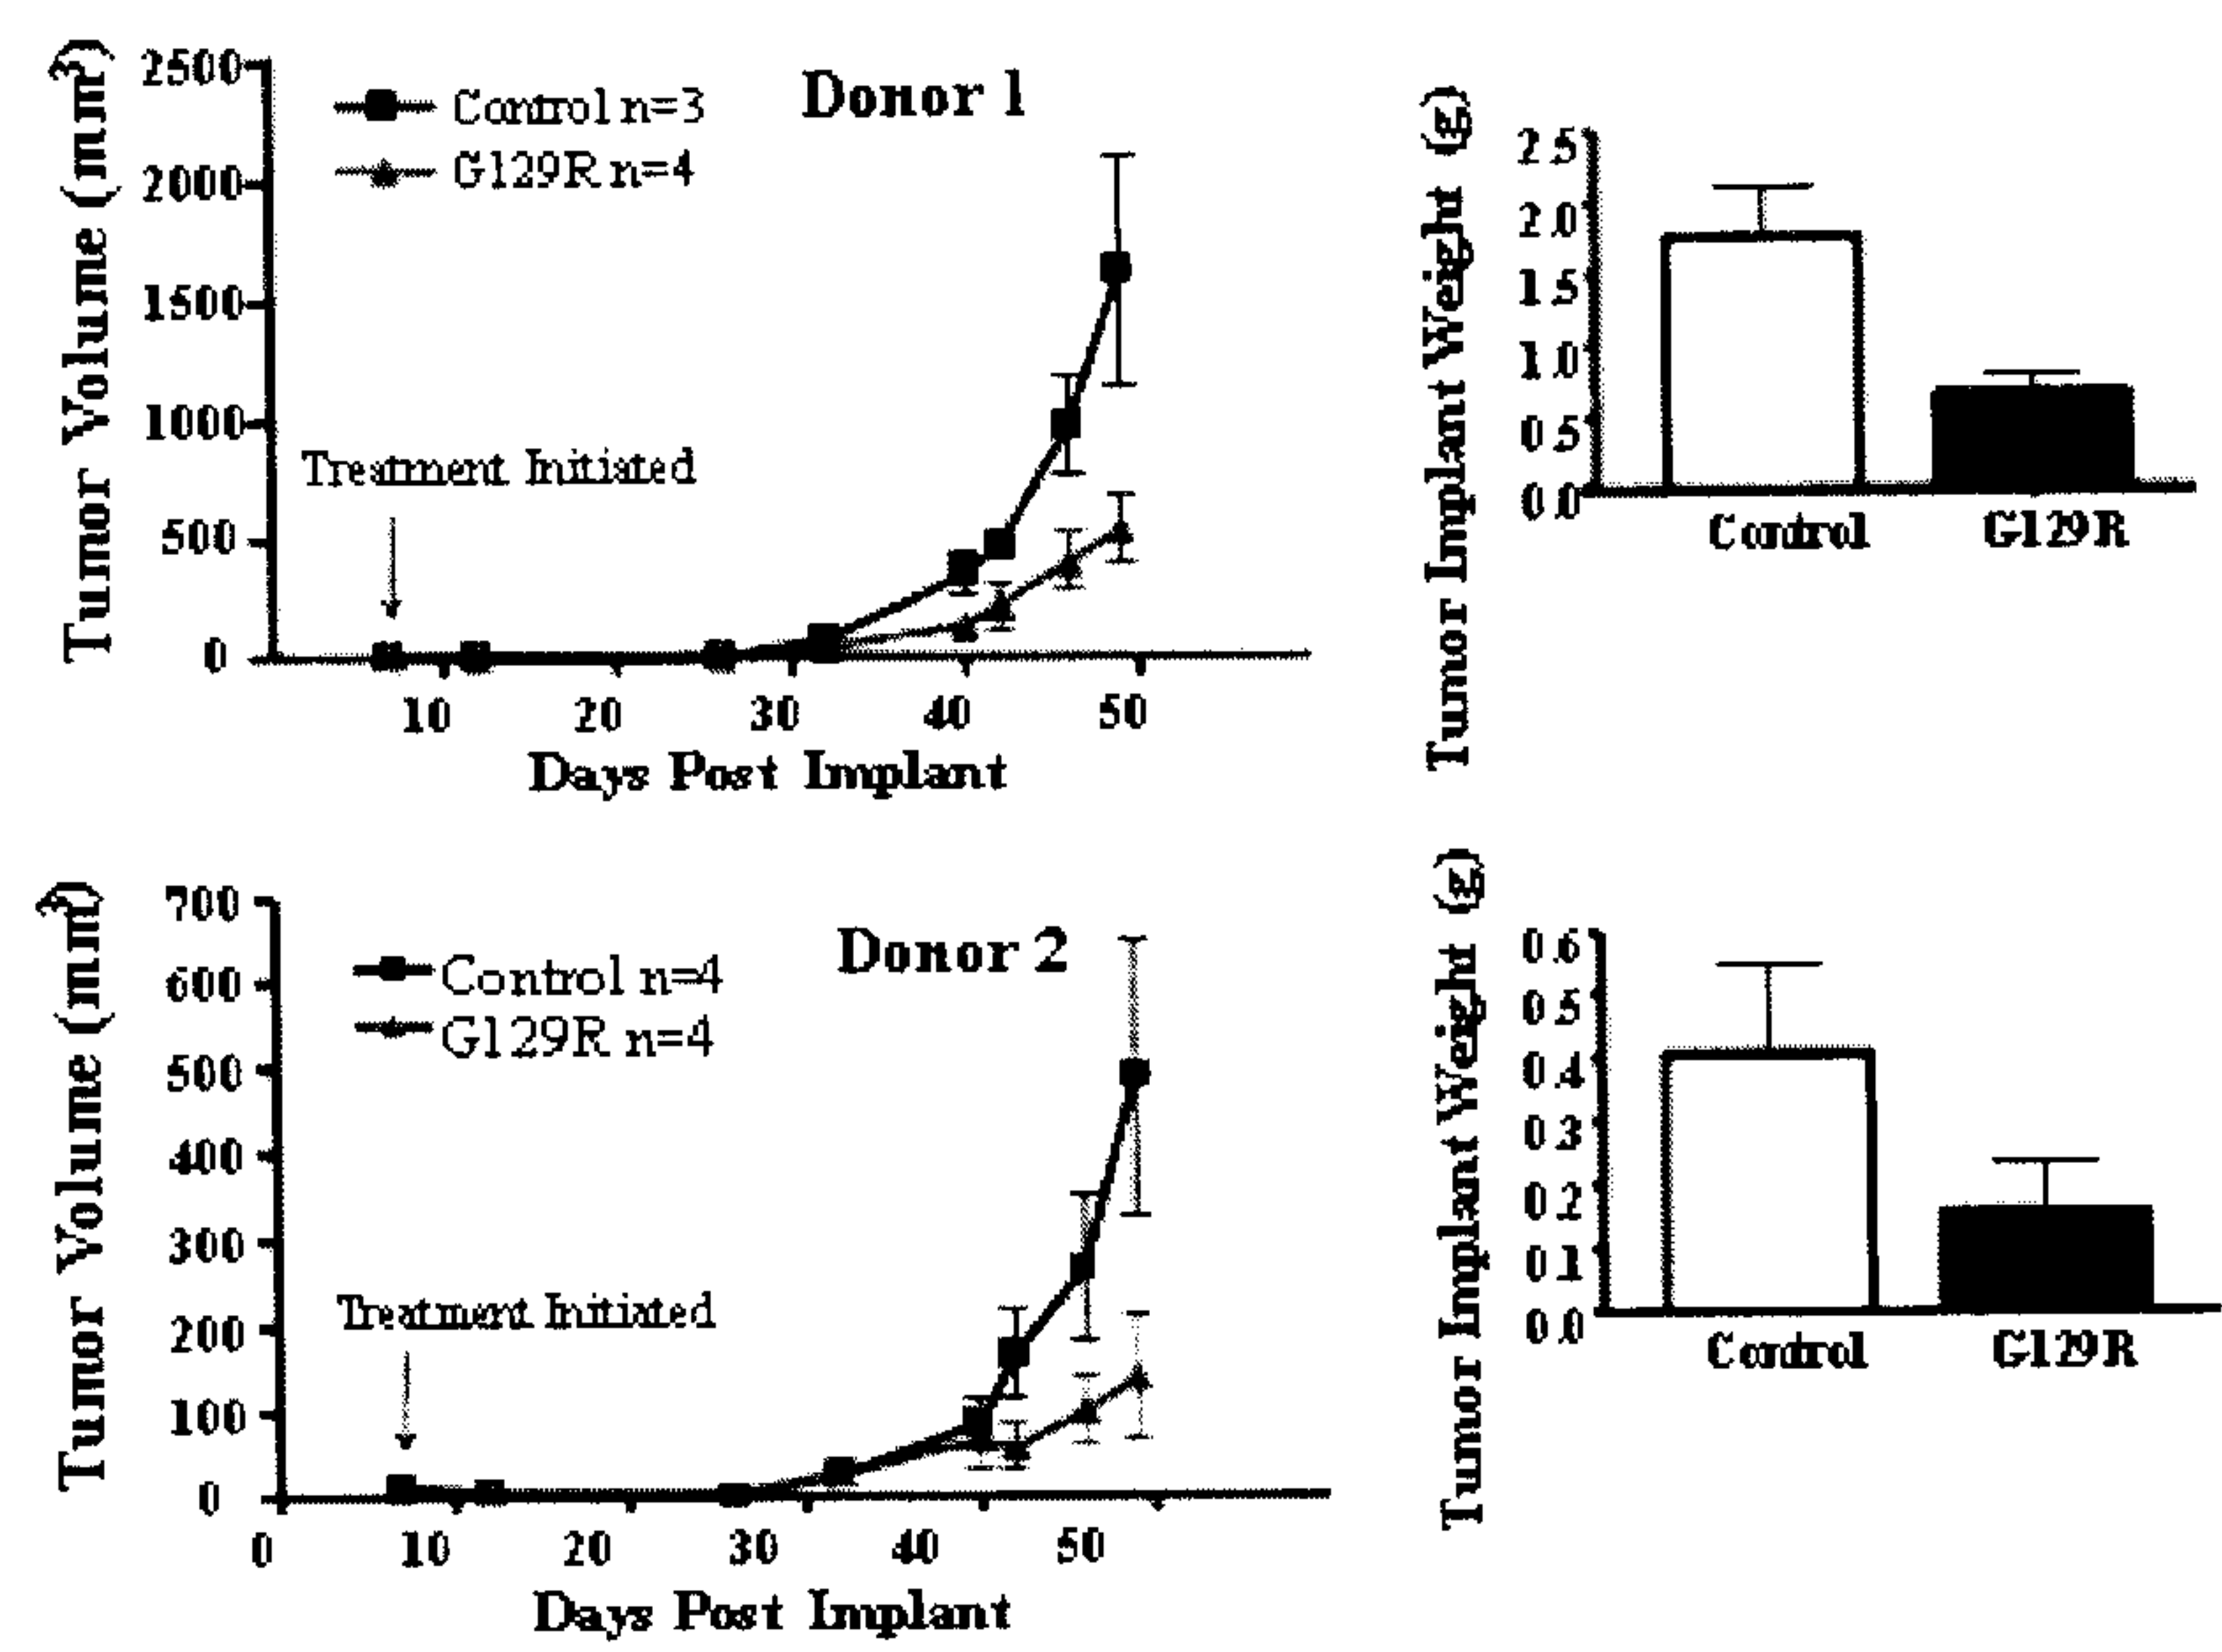 Tumor Volume (mm3)
2500
2000
1500
1000
500
0
Control n=3
G129R n=4
Donor 1
Treatment Initiated
10 20 30 40 50
Days Post Implant
Tumor Implant Weight (g)
2.5
2.0
1.5
1.0
0.5
0.0
Control G129R
Tumor Volume (mm3)
700
600
500
400
300
200
100
0
Control n=4
G129R n=4
Donor 2
Treatment Initiated
0 10 20 30 40 50
Days Post Implant
Tumor Implant Weight (g)
0.6
0.5
0.4
0.3
0.2
0.1
0.0
Control G129R